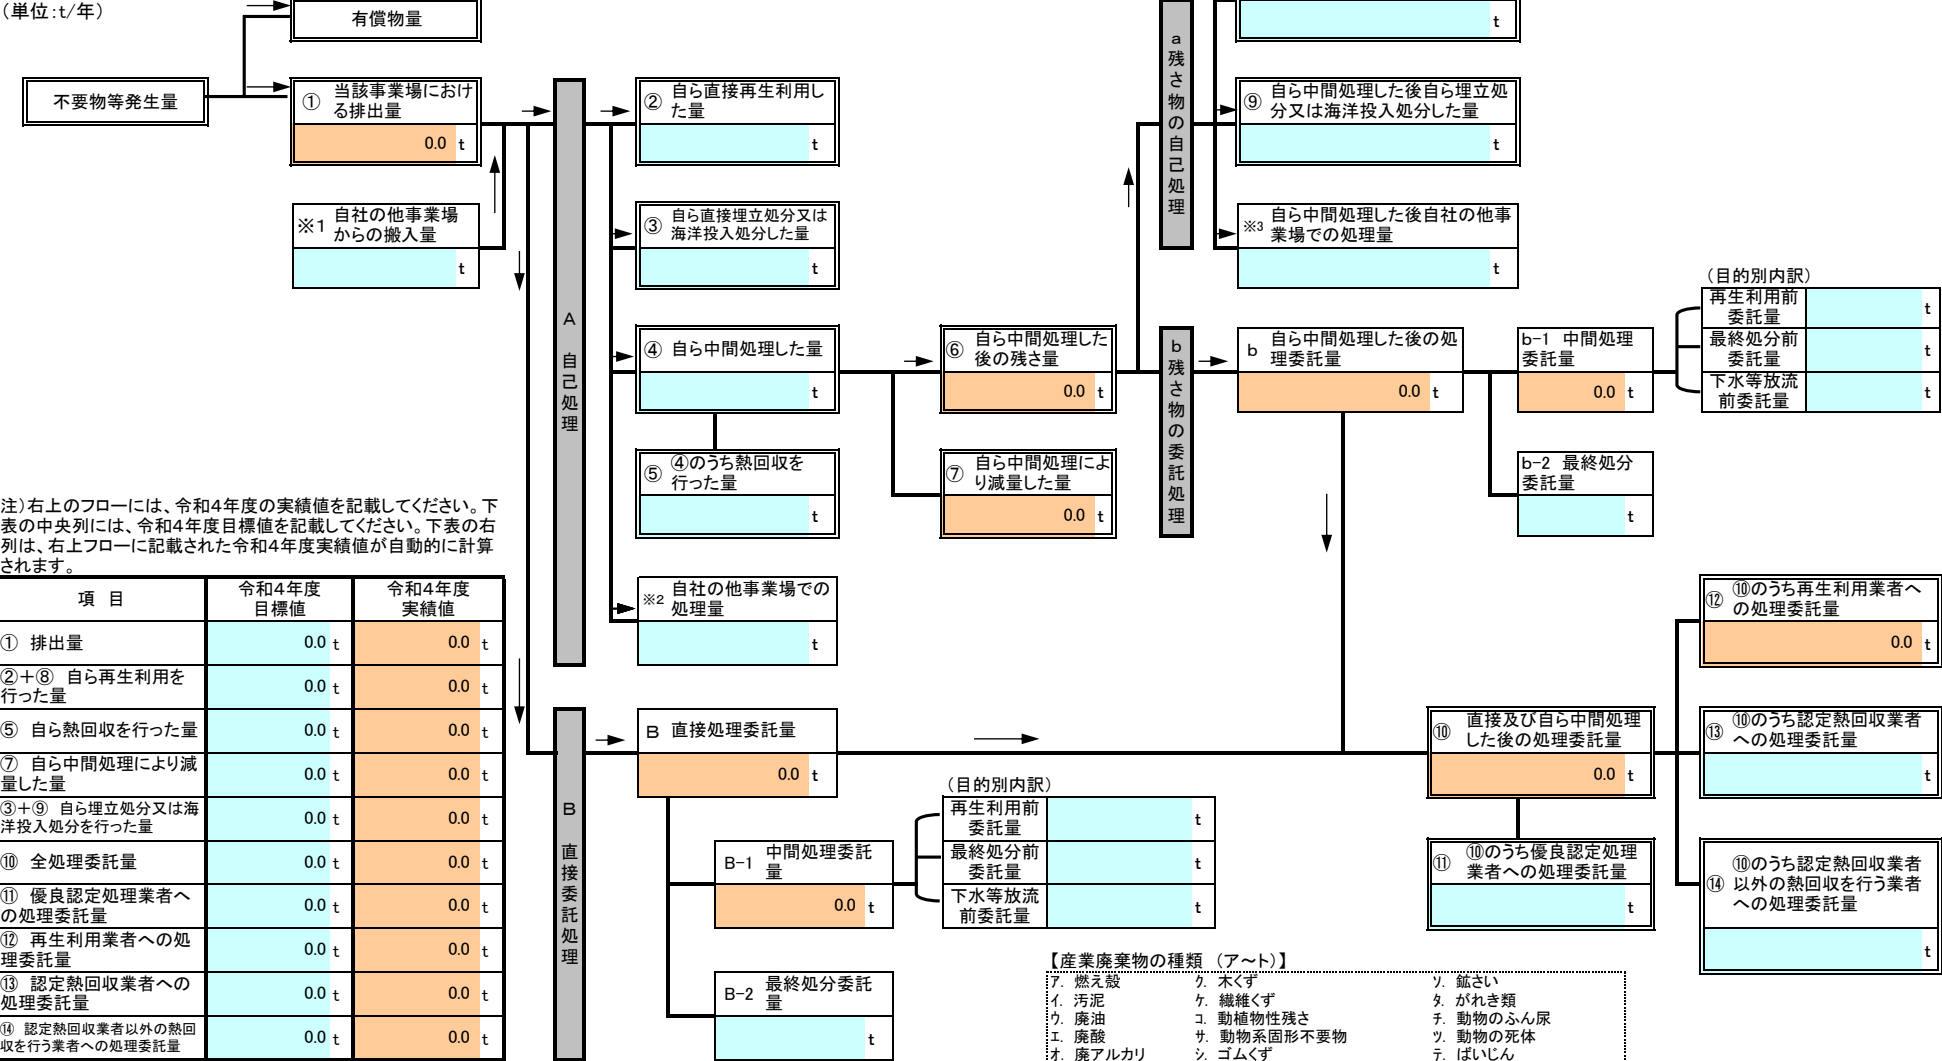 (単位:t/年)
有償物量
不要物等発生量
① 当該事業場におけ
る排出量
0.0 t
※1 自社の他事業場
からの搬入量
t
A 自己処理
② 自ら直接再生利用し
た量
t
③ 自ら直接埋立処分又は
海洋投入処分した量
t
④ 自ら中間処理した量
t
⑤ ④のうち熱回収を
行った量
t
※2 自社の他事業場での
処理量
t
⑥ 自ら中間処理した
後の残さ量
0.0 t
⑦ 自ら中間処理によ
り減量した量
0.0 t
a 残さ物の自己処理
t
⑨ 自ら中間処理した後自ら埋立処
分又は海洋投入処分した量
t
※3 自ら中間処理した後自社の他事
業場での処理量
t
b 残さ物の委託処理
b 自ら中間処理した後の処
理委託量
0.0 t
b-1 中間処理
委託量
0.0 t
b-2 最終処分
委託量
t
(目的別内訳)
再生利用前
委託量
t
最終処分前
委託量
t
下水等放流
前委託量
t
注)右上のフローには、令和4年度の実績値を記載してください。下
表の中央列には、令和4年度目標値を記載してください。下表の右
列は、右上フローに記載された令和4年度実績値が自動的に計算
されます。
項 目 令和4年度 令和4年度
目標値 実績値
① 排出量 0.0 t 0.0 t
②+⑧ 自ら再生利用を
行った量 0.0 t 0.0 t
⑤ 自ら熱回収を行った量 0.0 t 0.0 t
⑦ 自ら中間処理により減
量した量 0.0 t 0.0 t
③+⑨ 自ら埋立処分又は海
洋投入処分を行った量 0.0 t 0.0 t
⑩ 全処理委託量 0.0 t 0.0 t
⑪ 優良認定処理業者へ
の処理委託量 0.0 t 0.0 t
⑫ 再生利用業者への処
理委託量 0.0 t 0.0 t
⑬ 認定熱回収業者への
処理委託量 0.0 t 0.0 t
⑭ 認定熱回収業者以外の熱回
収を行う業者への処理委託量 0.0 t 0.0 t
B 直接委託処理
B 直接処理委託量
0.0 t
B-1 中間処理委託
量
0.0 t
B-2 最終処分委託
量
t
(目的別内訳)
再生利用前
委託量
t
最終処分前
委託量
t
下水等放流
前委託量
t
⑩ 直接及び自ら中間処理
した後の処理委託量
0.0 t
⑪ ⑩のうち優良認定処理
業者への処理委託量
t
⑫ ⑩のうち再生利用業者へ
の処理委託量
0.0 t
⑬ ⑩のうち認定熱回収業者
への処理委託量
t
⑩のうち認定熱回収業者
⑭ 以外の熱回収を行う業者
への処理委託量
t
【産業廃棄物の種類 (ア~ト)】
ア. 燃え殻 ク. 木くず ソ. 鉱さい
イ. 汚泥 ケ. 繊維くず タ. がれき類
ウ. 廃油 コ. 動植物性残さ チ. 動物のふん尿
エ. 廃酸 サ. 動物系固形不要物 ツ. 動物の死体
オ. 廃アルカリ シ. ゴムくず テ. ばいじん